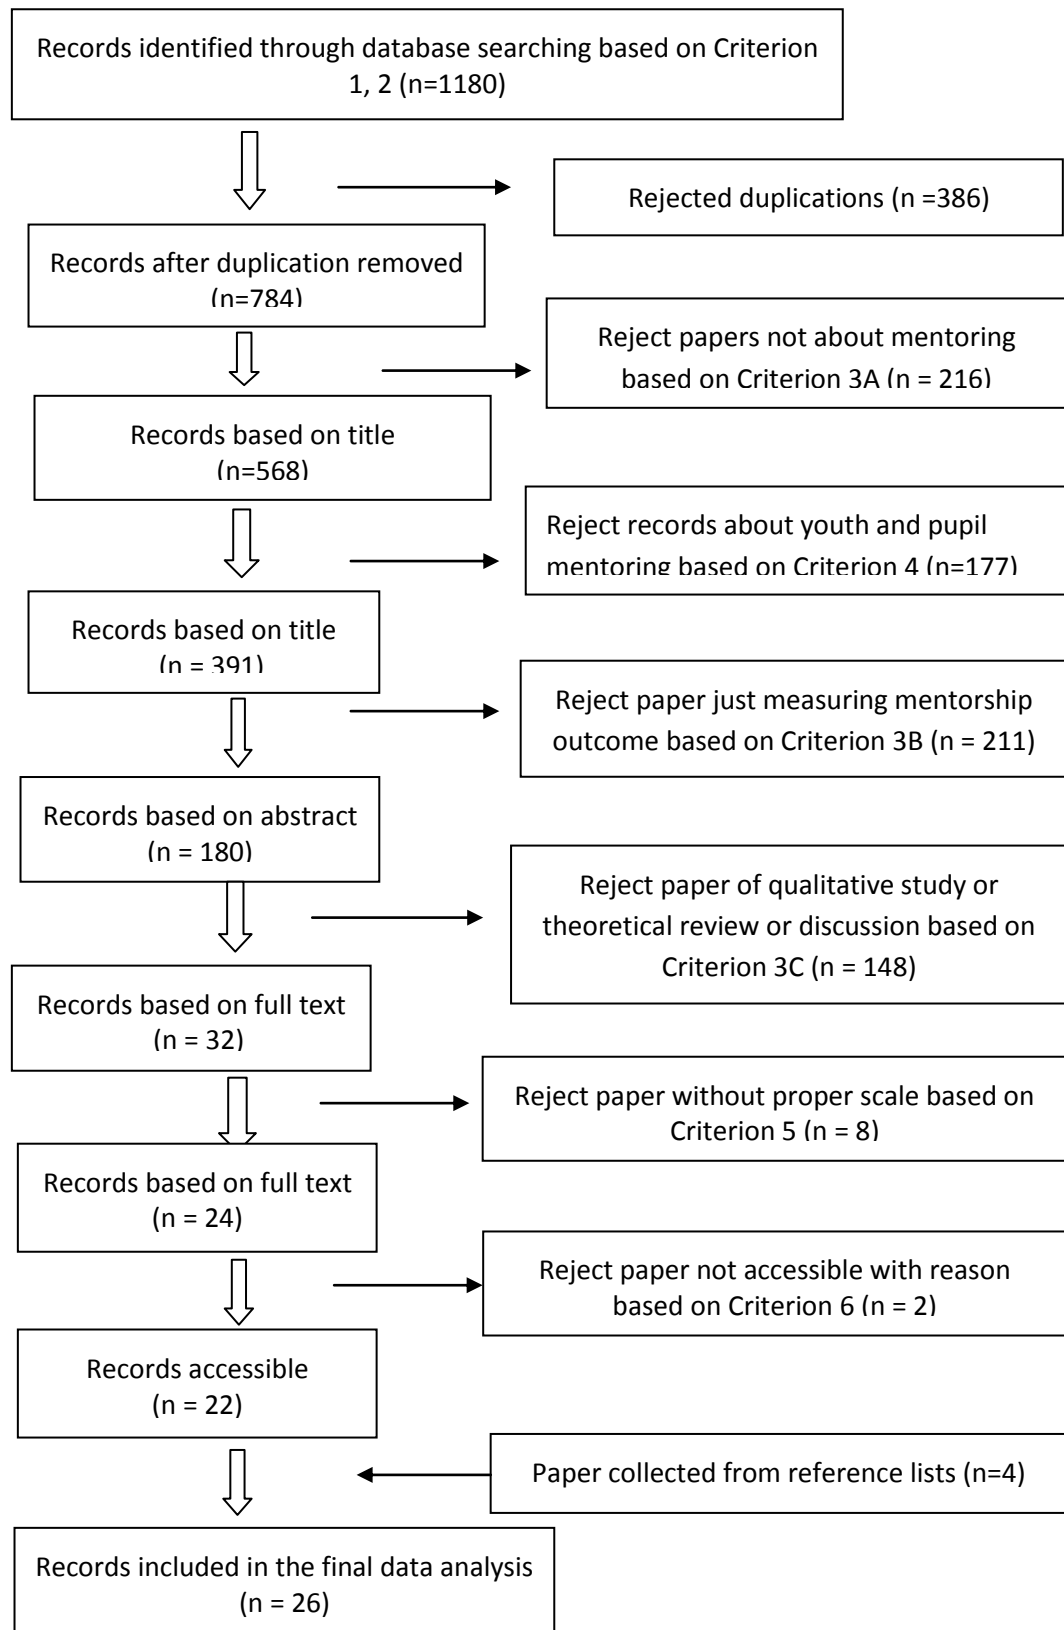 Records identified through database searching based on Criterion
1, 2 (n=1180)
Rejected duplications (n =386)
Records after duplication removed
(n=784)
Reject papers not about mentoring
based on Criterion 3A (n = 216)
Records based on title
(n=568)
Reject records about youth and pupil
mentoring based on Criterion 4 (n=177)
Records based on title
(n = 391)
Reject paper just measuring mentorship
outcome based on Criterion 3B (n = 211)
Records based on abstract
(n = 180)
Reject paper of qualitative study or
theoretical review or discussion based on
Criterion 3C (n = 148)
Records based on full text
(n = 32)
Reject paper without proper scale based on
Criterion 5 (n = 8)
Records based on full text
(n = 24)
Reject paper not accessible with reason
based on Criterion 6 (n = 2)
Records accessible
(n = 22)
Paper collected from reference lists (n=4)
Records included in the final data analysis
(n = 26)